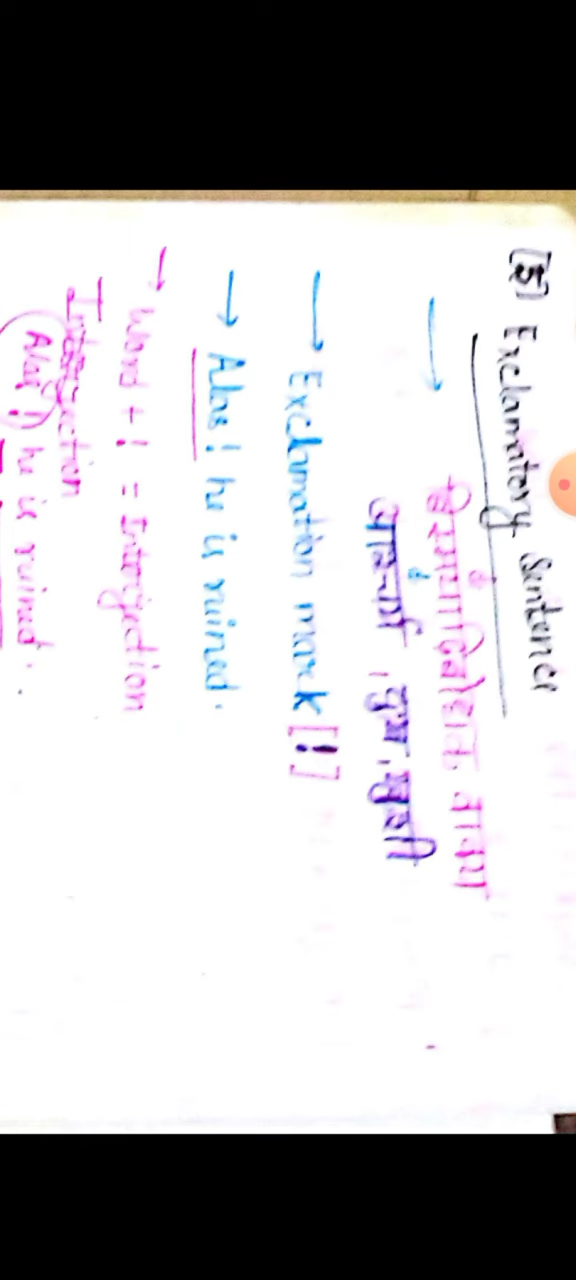 [5] Exclamatory Sentence
→ विस्मयादिबोधक वाक्य
आश्चर्य, दुख, खुशी
→ Exclamation mark [!]
→ Alas! he is ruined.
→ Word + ! = Interjection
Interjection
Alas! he is ruined.